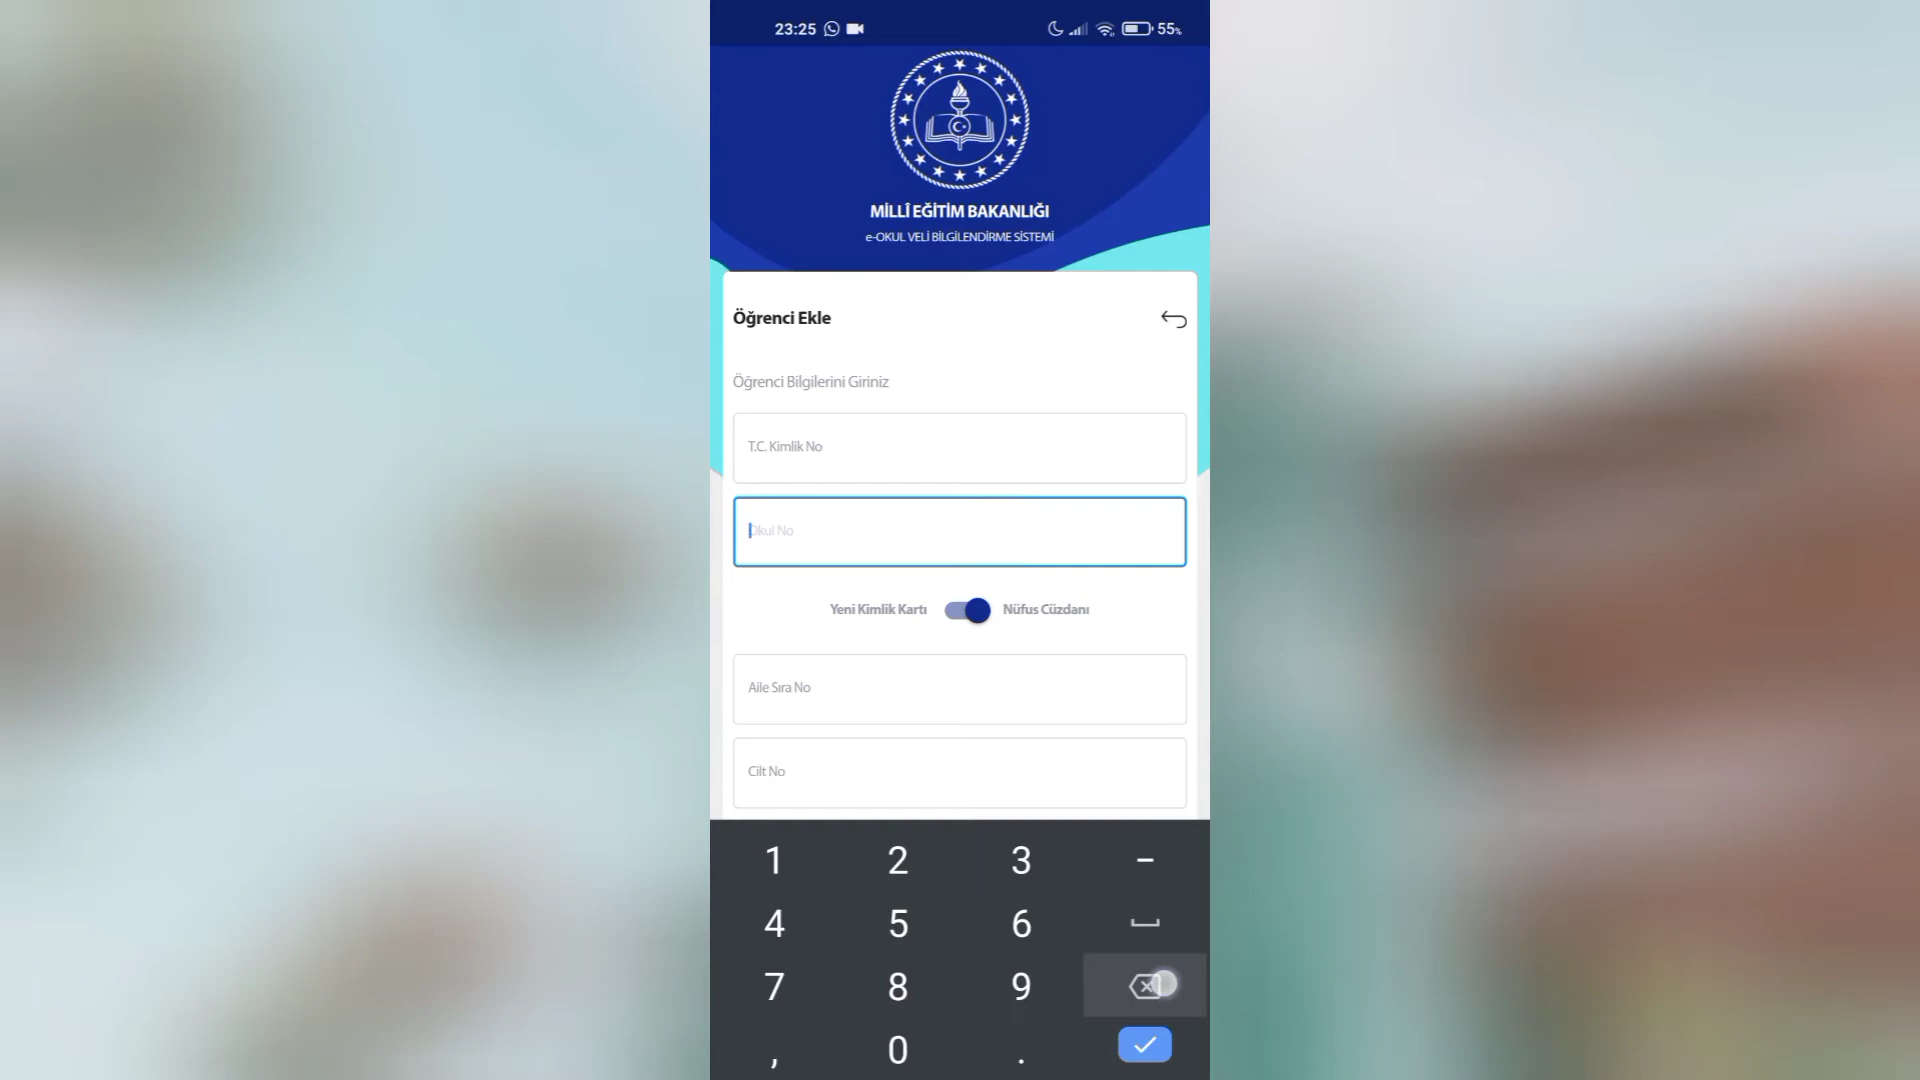 23:25 55%
MİLLÎ EĞİTİM BAKANLIĞI
e-OKUL VELİ BİLGİLENDİRME SİSTEMİ
Öğrenci Ekle
Öğrenci Bilgilerini Giriniz
T.C. Kimlik No
Okul No
Yeni Kimlik Kartı Nüfus Cüzdanı
Aile Sıra No
Cilt No
1 2 3 -
4 5 6
7 8 9
, 0 .